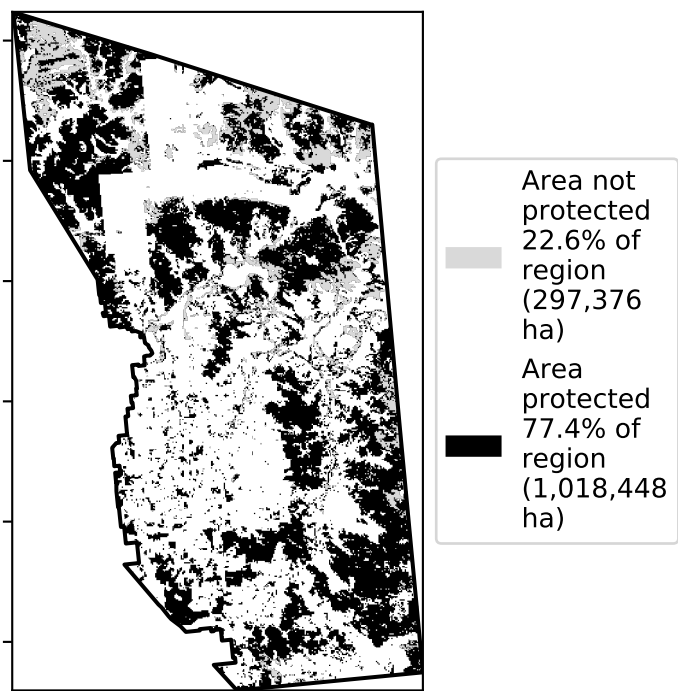 Area not
protected
22.6% of
region
(297,376
ha)
Area
protected
77.4% of
region
(1,018,448
ha)